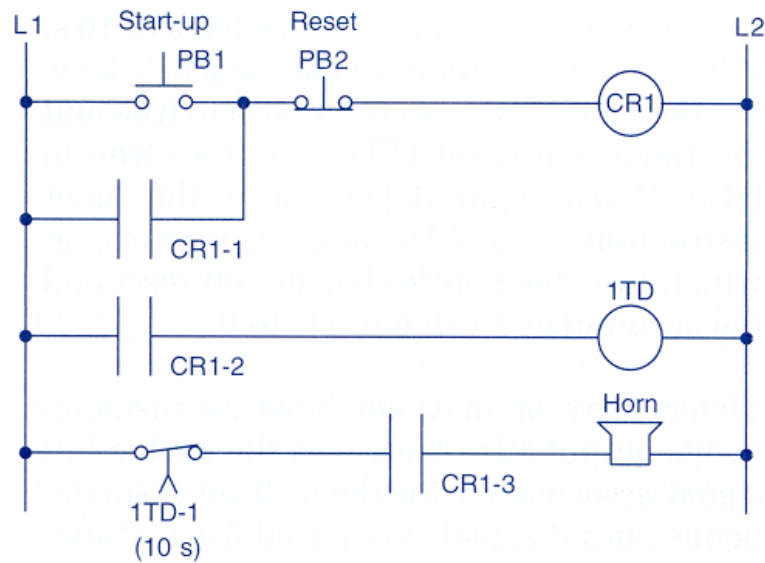 Start-up
Reset
L1
L2
PB1
PB2
CR1
CR1-1
1TD
CR1-2
Horn
CR1-3
1TD-1
(10 s)